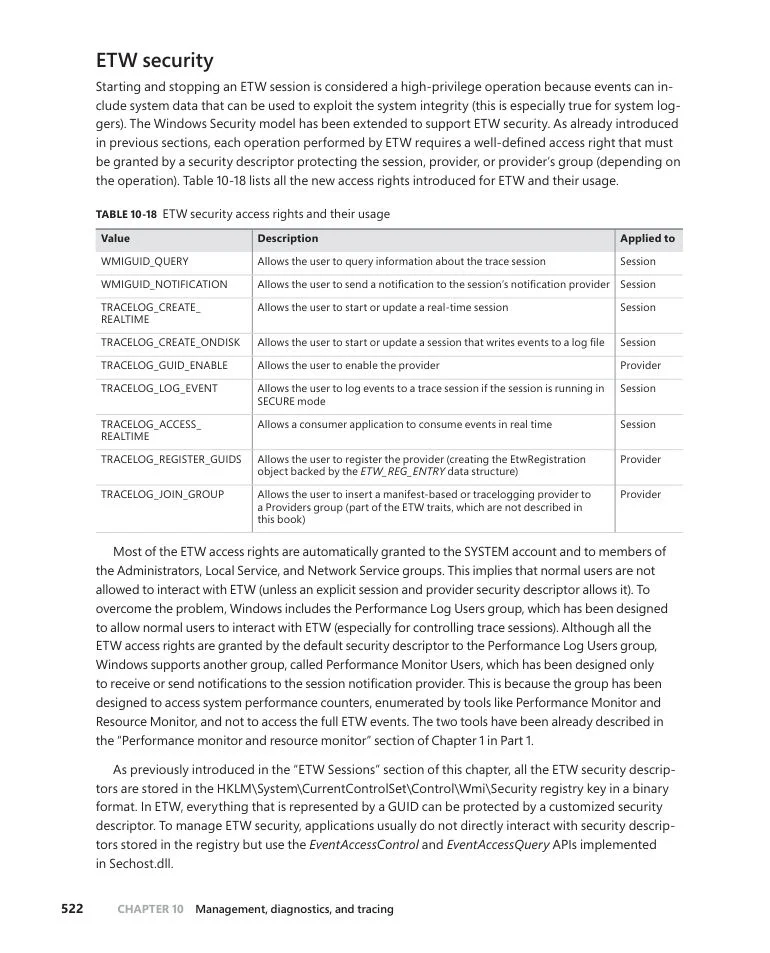 ETW security
Starting and stopping an ETW session is considered a high-privilege operation because events can in-
clude system data that can be used to exploit the system integrity (this is especially true for system log-
gers). The Windows Security model has been extended to support ETW security. As already introduced
in previous sections, each operation performed by ETW requires a well-defined access right that must
be granted by a security descriptor protecting the session, provider, or provider's group (depending on
the operation). Table 10-18 lists all the new access rights introduced for ETW and their usage.
TABLE 10-18 ETW security access rights and their usage
Value Description Applied to
WMIGUID_QUERY Allows the user to query information about the trace session Session
WMIGUID_NOTIFICATION Allows the user to send a notification to the session's notification provider Session
TRACELOG_CREATE_ Allows the user to start or update a real-time session Session
REALTIME
TRACELOG_CREATE_ONDISK Allows the user to start or update a session that writes events to a log file Session
TRACELOG_GUID_ENABLE Allows the user to enable the provider Provider
TRACELOG_LOG_EVENT Allows the user to log events to a trace session if the session is running in Session
SECURE mode
TRACELOG_ACCESS_ Allows a consumer application to consume events in real time Session
REALTIME
TRACELOG_REGISTER_GUIDS Allows the user to register the provider (creating the EtwRegistration Provider
object backed by the ETW_REG_ENTRY data structure)
TRACELOG_JOIN_GROUP Allows the user to insert a manifest-based or tracelogging provider to Provider
a Providers group (part of the ETW traits, which are not described in
this book)
Most of the ETW access rights are automatically granted to the SYSTEM account and to members of
the Administrators, Local Service, and Network Service groups. This implies that normal users are not
allowed to interact with ETW (unless an explicit session and provider security descriptor allows it). To
overcome the problem, Windows includes the Performance Log Users group, which has been designed
to allow normal users to interact with ETW (especially for controlling trace sessions). Although all the
ETW access rights are granted by the default security descriptor to the Performance Log Users group,
Windows supports another group, called Performance Monitor Users, which has been designed only
to receive or send notifications to the session notification provider. This is because the group has been
designed to access system performance counters, enumerated by tools like Performance Monitor and
Resource Monitor, and not to access the full ETW events. The two tools have been already described in
the "Performance monitor and resource monitor" section of Chapter 1 in Part 1.
As previously introduced in the "ETW Sessions" section of this chapter, all the ETW security descrip-
tors are stored in the HKLM\System\CurrentControlSet\Control\Wmi\Security registry key in a binary
format. In ETW, everything that is represented by a GUID can be protected by a customized security
descriptor. To manage ETW security, applications usually do not directly interact with security descrip-
tors stored in the registry but use the EventAccessControl and EventAccessQuery APIs implemented
in Sechost.dll.
522 CHAPTER 10 Management, diagnostics, and tracing